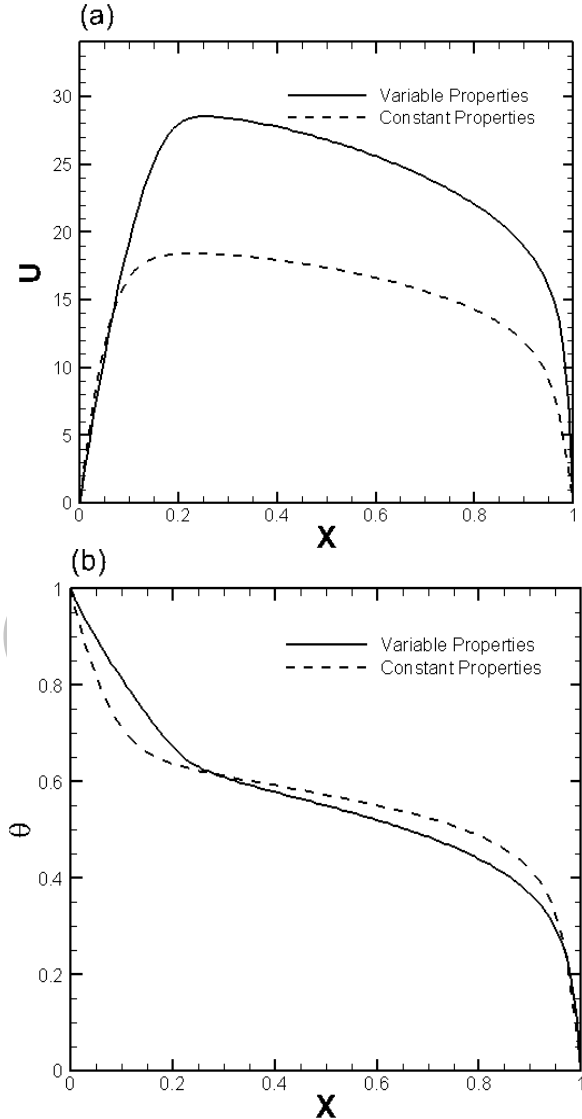 (a)
30
25
20
15
10
5
0
U
Variable Properties
Constant Properties
0 0.2 0.4 0.6 0.8 1
X
(b)
1
0.8
0.6
0.4
0.2
0
θ
Variable Properties
Constant Properties
0 0.2 0.4 0.6 0.8 1
X